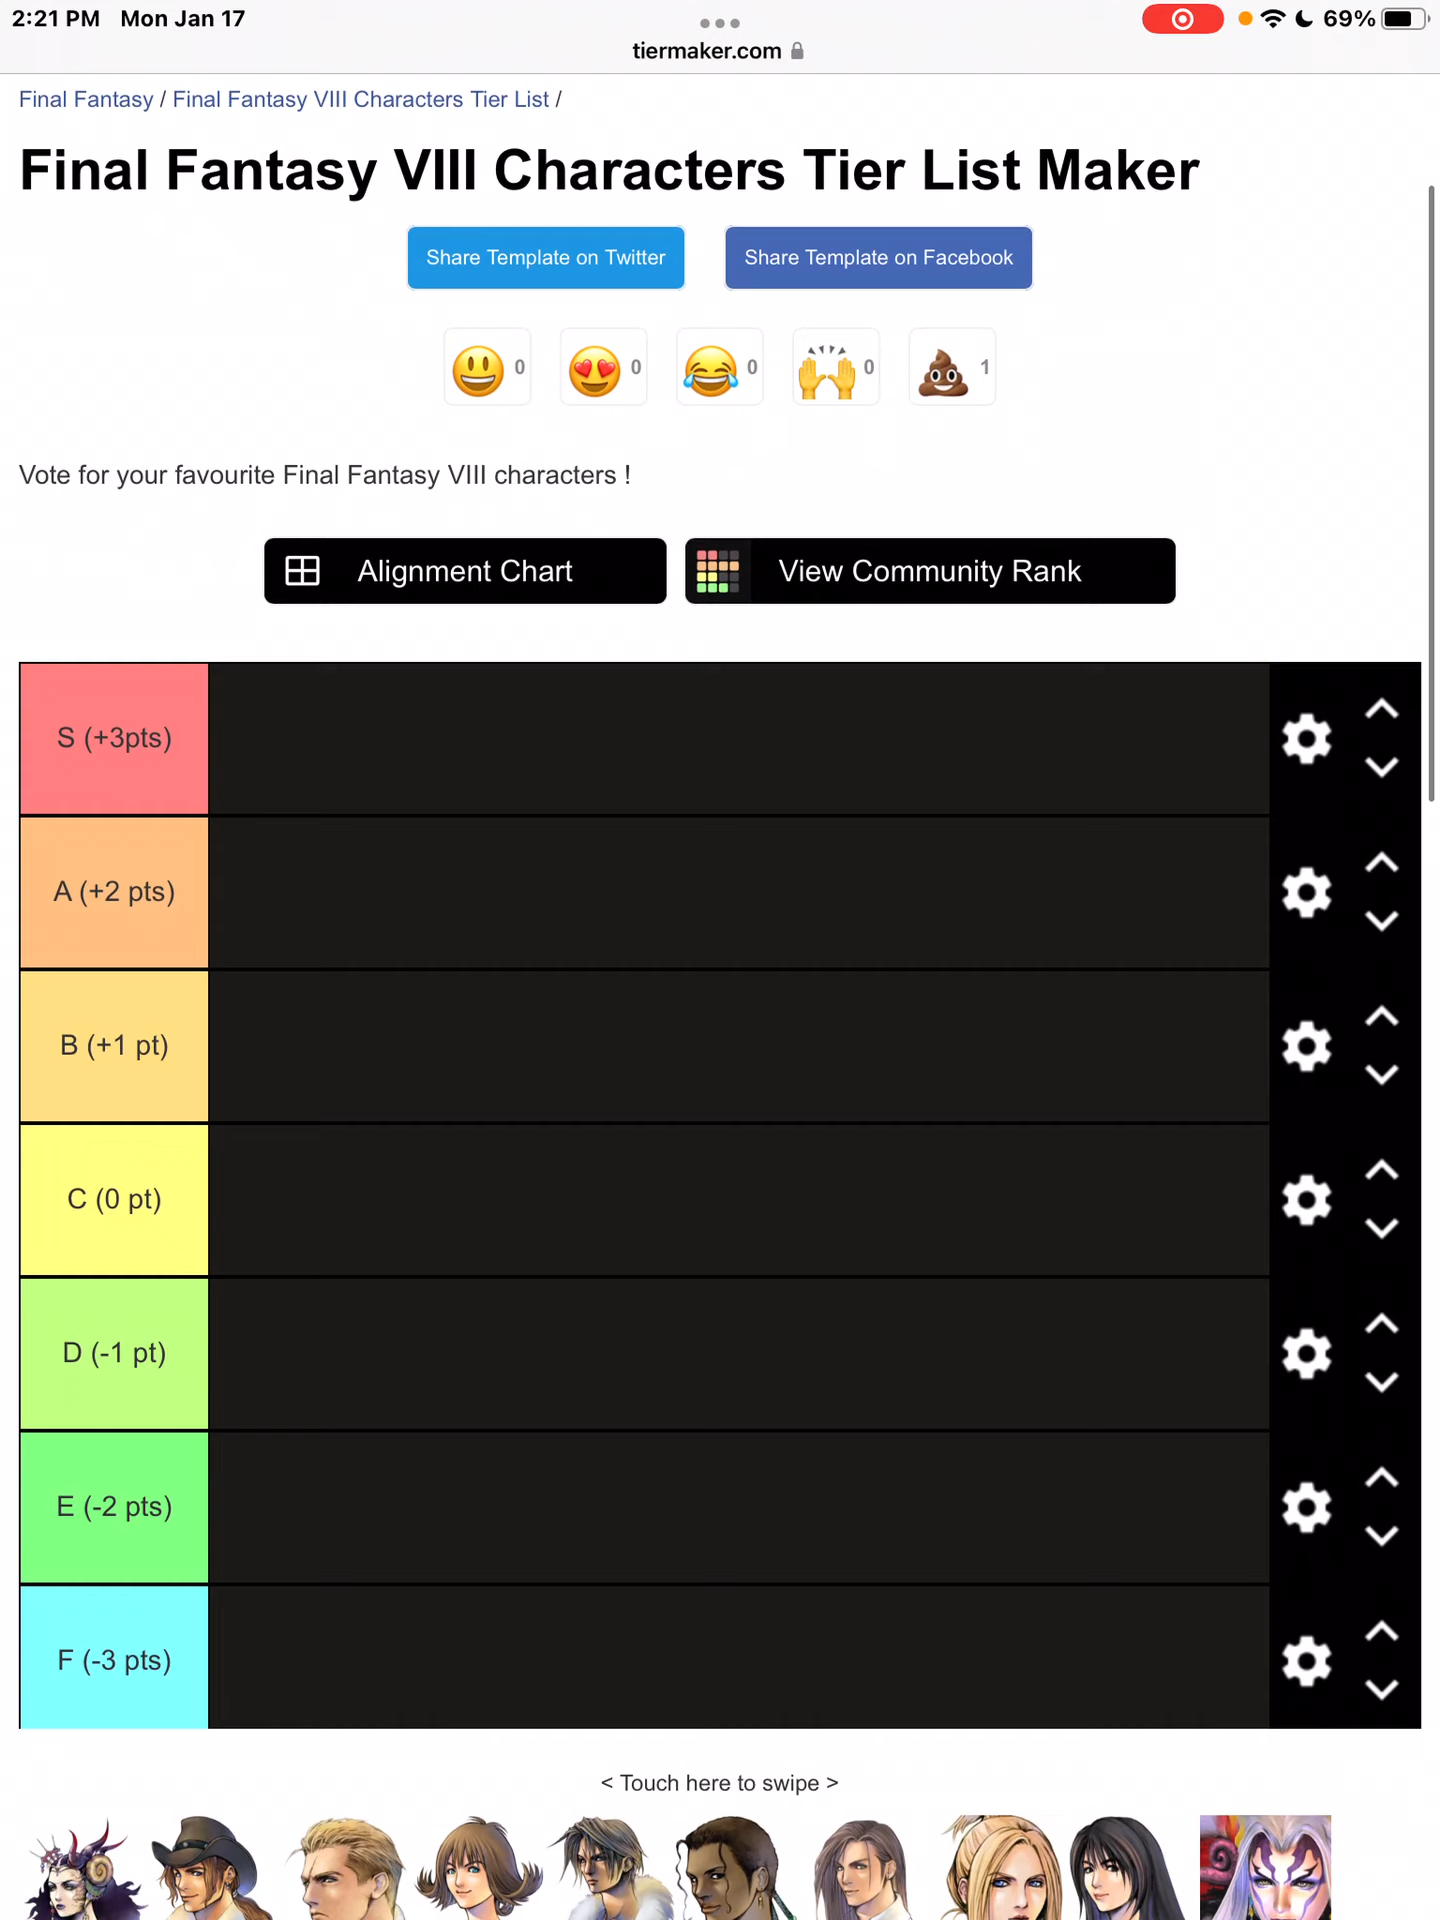 2:21 PM Mon Jan 17
69%
tiermaker.com
Final Fantasy / Final Fantasy VIII Characters Tier List /
Final Fantasy VIII Characters Tier List Maker
Share Template on Twitter
Share Template on Facebook
0
0
0
0
1
Vote for your favourite Final Fantasy VIII characters !
Alignment Chart
View Community Rank
S (+3pts)
A (+2 pts)
B (+1 pt)
C (0 pt)
D (-1 pt)
E (-2 pts)
F (-3 pts)
< Touch here to swipe >